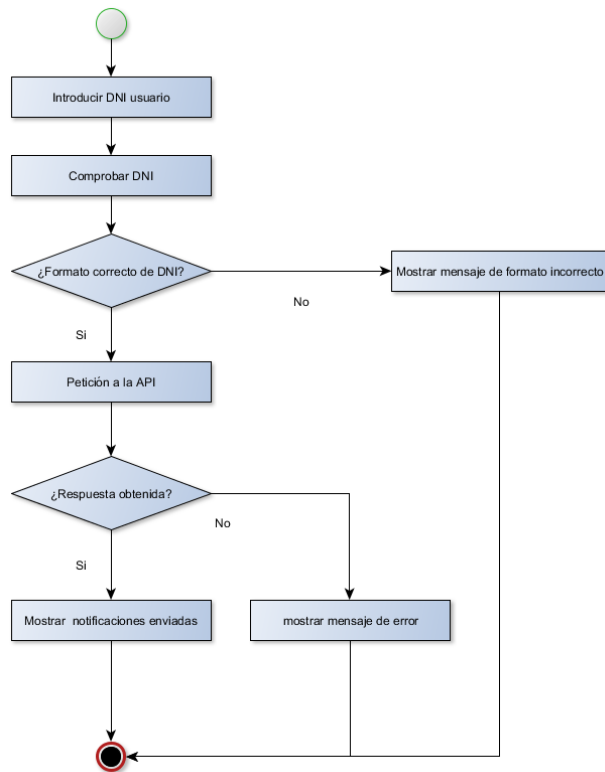 Introducir DNI usuario
Comprobar DNI
¿Formato correcto de DNI?
Mostrar mensaje de formato incorrecto
No
Si
Petición a la API
¿Respuesta obtenida?
No
Si
Mostrar notificaciones enviadas
mostrar mensaje de error